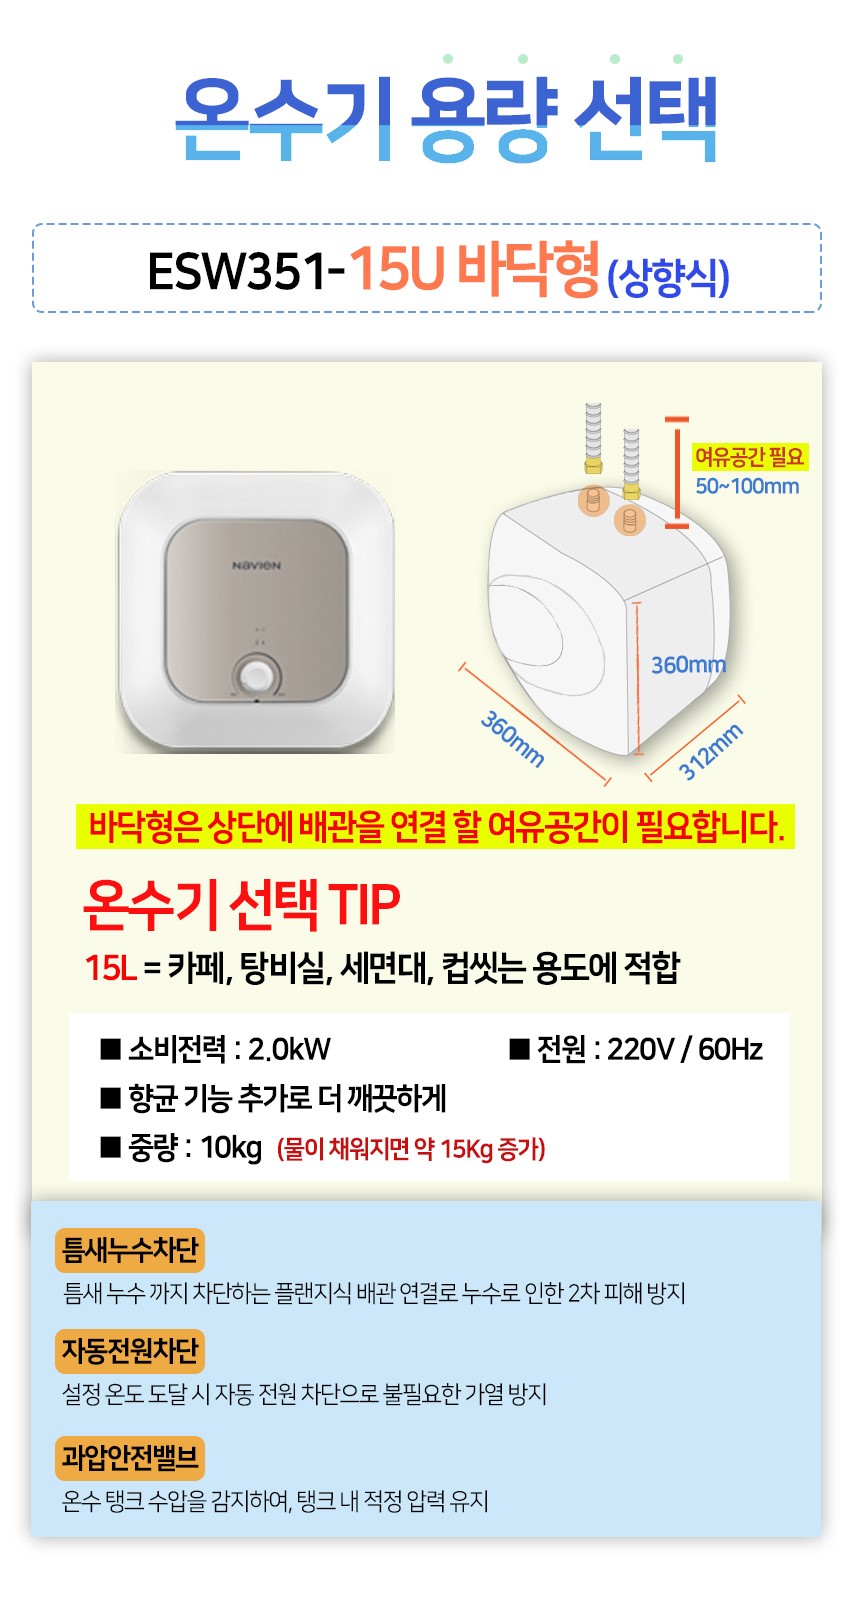 온수기 용량 선택
ESW351-15U 바닥형 (상향식)
여유공간 필요
50~100mm
NAVIEN
360mm
360mm
312mm
바닥형은 상단에 배관을 연결 할 여유공간이 필요합니다.
온수기 선택 TIP
15L = 카페, 탕비실, 세면대, 컵씻는 용도에 적합
■ 소비전력 : 2.0kW ■ 전원 : 220V / 60Hz
■ 향균 기능 추가로 더 깨끗하게
■ 중량 : 10kg (물이 채워지면 약 15Kg 증가)
틈새누수차단
틈새 누수 까지 차단하는 플랜지식 배관 연결로 누수로 인한 2차 피해 방지
자동전원차단
설정 온도 도달 시 자동 전원 차단으로 불필요한 가열 방지
과압안전밸브
온수 탱크 수압을 감지하여, 탱크 내 적정 압력 유지